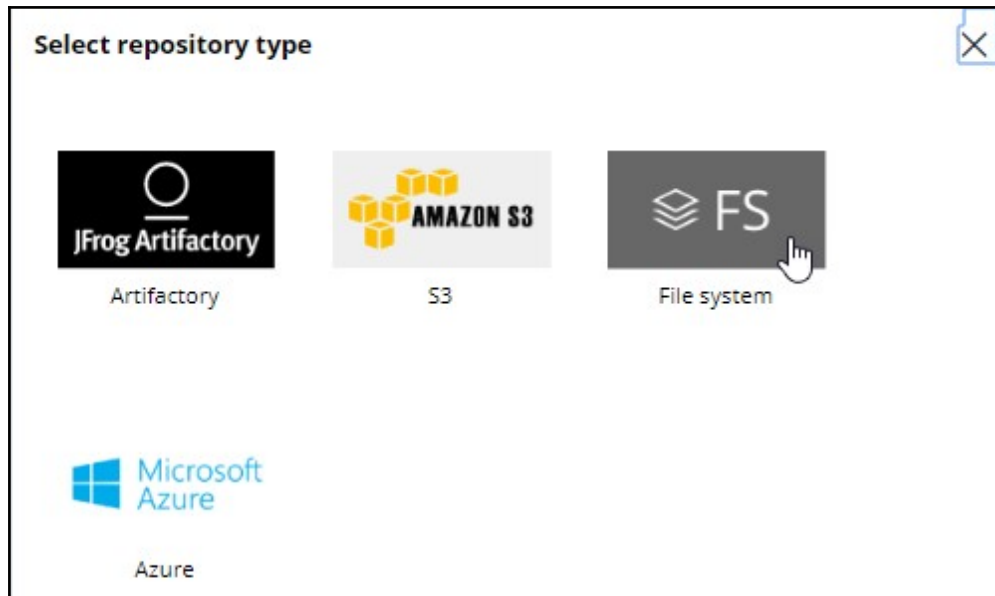 Select repository type
JFrog Artifactory
AMAZON S3
FS
Artifactory
S3
File system
Microsoft
Azure
Azure